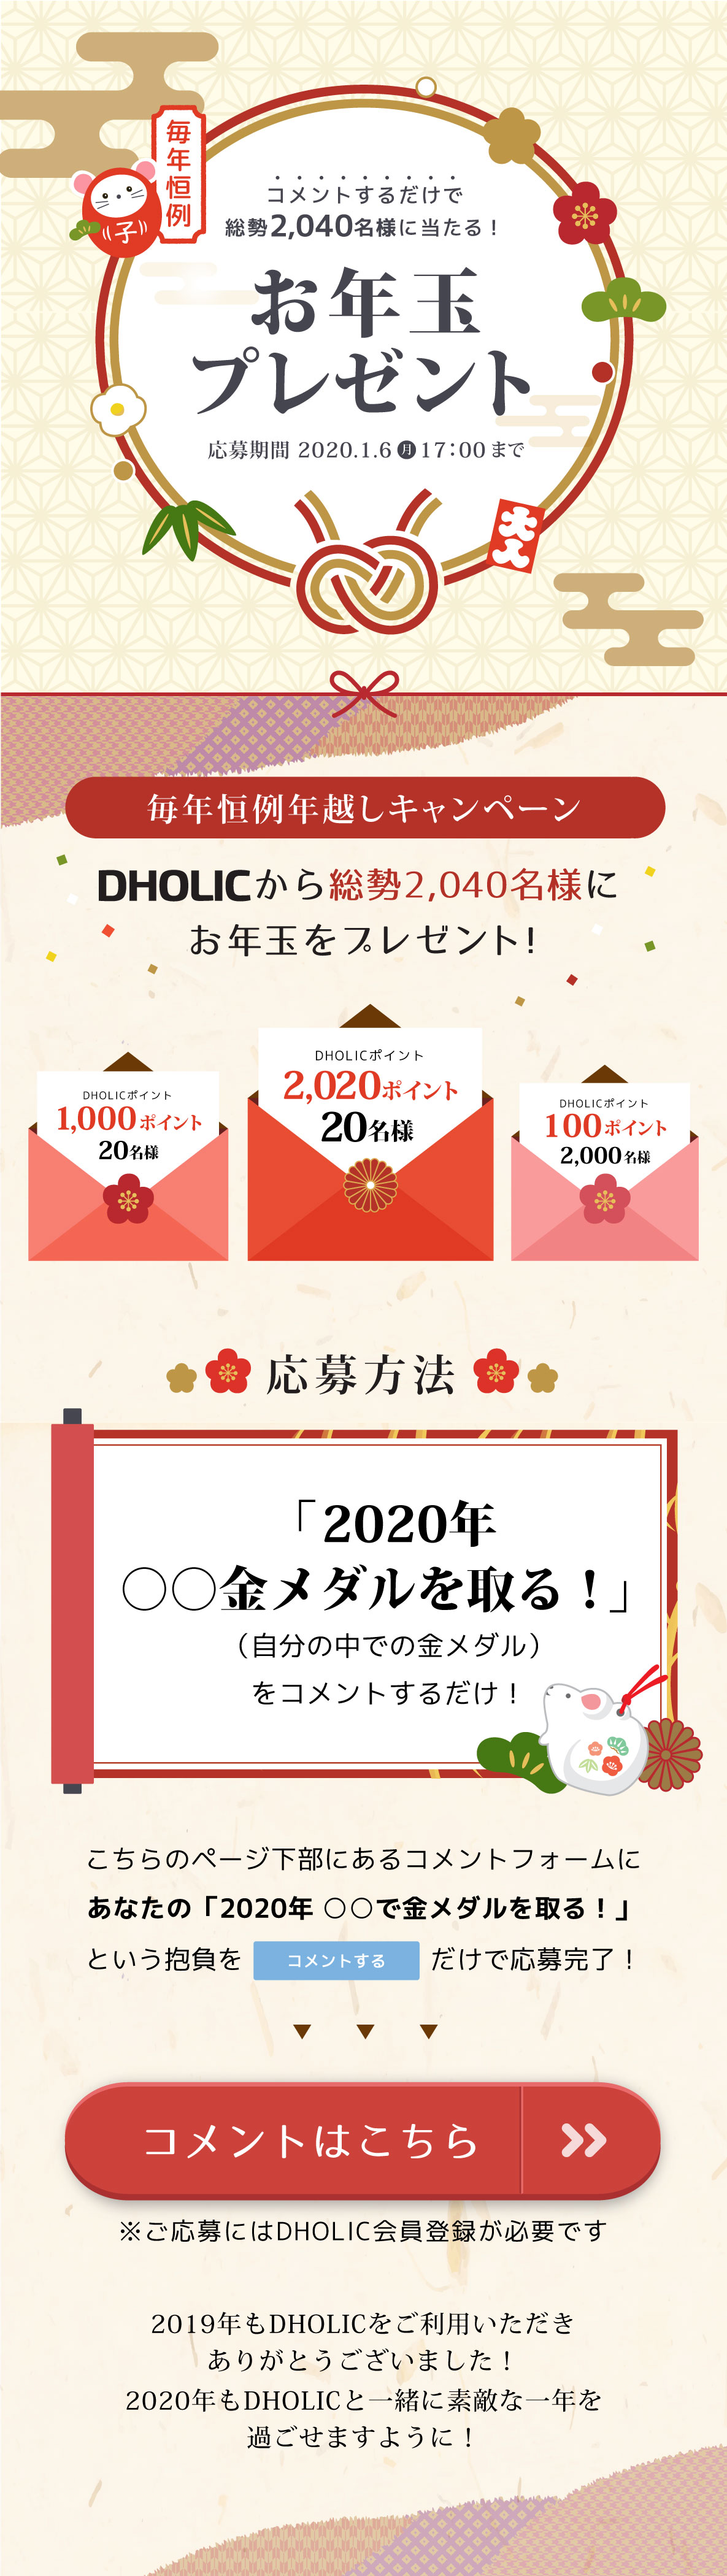 毎年恒例
子
コメントするだけで
総勢2,040名様に当たる!
お年玉
プレゼント
応募期間 2020.1.6 月 17:00 まで
大入
毎年恒例年越しキャンペーン
DHOLICから総勢2,040名様に
お年玉をプレゼント!
DHOLICポイント
1,000ポイント
20名様
DHOLICポイント
2,020ポイント
20名様
DHOLICポイント
100ポイント
2,000名様
応募方法
「2020年
〇〇金メダルを取る!」
(自分の中での金メダル)
をコメントするだけ!
こちらのページ下部にあるコメントフォームに
あなたの「2020年 〇〇で金メダルを取る!」
という抱負を コメントする だけで応募完了!
コメントはこちら
※ご応募にはDHOLIC会員登録が必要です
2019年もDHOLICをご利用いただき
ありがとうございました!
2020年もDHOLICと一緒に素敵な一年を
過ごせますように!